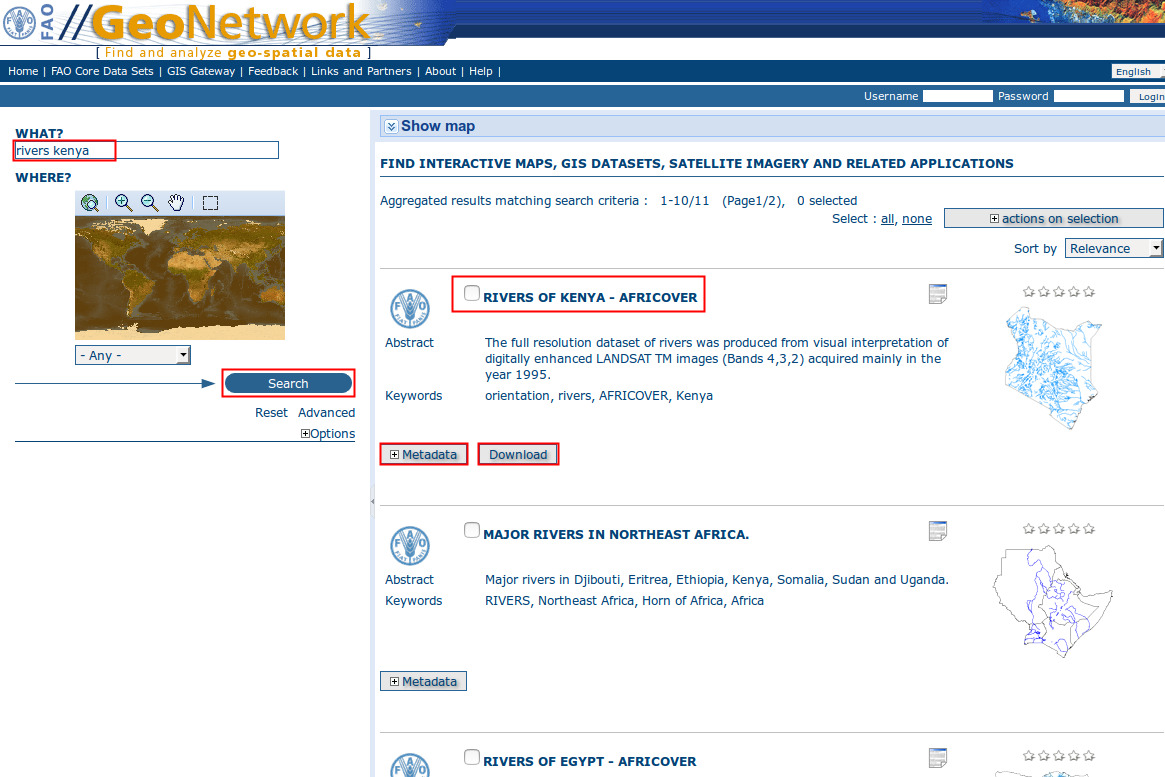 FAO
//GeoNetwork
[ Find and analyze geo-spatial data ]
Home | FAO Core Data Sets | GIS Gateway | Feedback | Links and Partners | About | Help |
English
Username Password Login
WHAT?
rivers kenya
WHERE?
- Any -
Search
Reset Advanced
Options
Show map
FIND INTERACTIVE MAPS, GIS DATASETS, SATELLITE IMAGERY AND RELATED APPLICATIONS
Aggregated results matching search criteria : 1-10/11 (Page1/2), 0 selected
Select : all, none
actions on selection
Sort by Relevance
RIVERS OF KENYA - AFRICOVER
Abstract The full resolution dataset of rivers was produced from visual interpretation of
digitally enhanced LANDSAT TM images (Bands 4,3,2) acquired mainly in the
year 1995.
Keywords orientation, rivers, AFRICOVER, Kenya
Metadata Download
MAJOR RIVERS IN NORTHEAST AFRICA.
FAO
FIAT PANIS
Abstract Major rivers in Djibouti, Eritrea, Ethiopia, Kenya, Somalia, Sudan and Uganda.
Keywords RIVERS, Northeast Africa, Horn of Africa, Africa
Metadata
RIVERS OF EGYPT - AFRICOVER